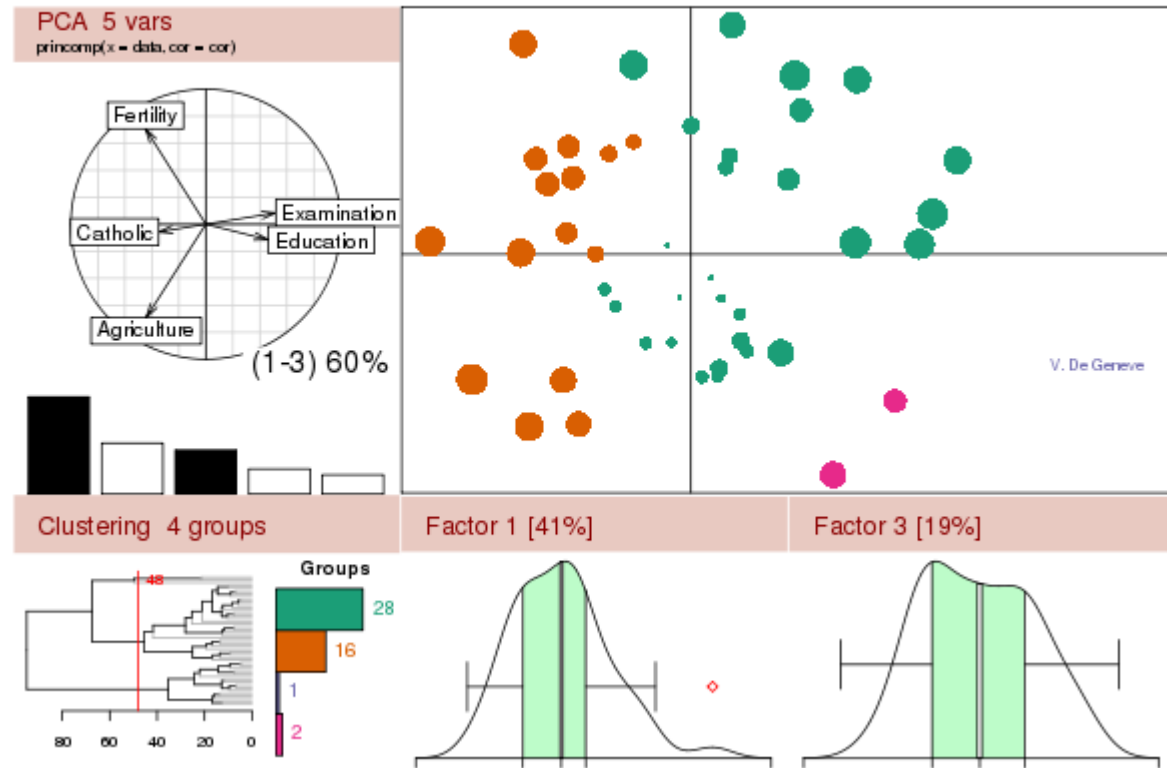 PCA 5 vars
princomp(x = data, cor = cor)
Fertility
Examination
Catholic
Education
Agriculture
(1-3) 60%
V. De Geneve
Clustering 4 groups
Factor 1 [41%]
Factor 3 [19%]
48
Groups
28
16
1
2
80 60 40 20 0